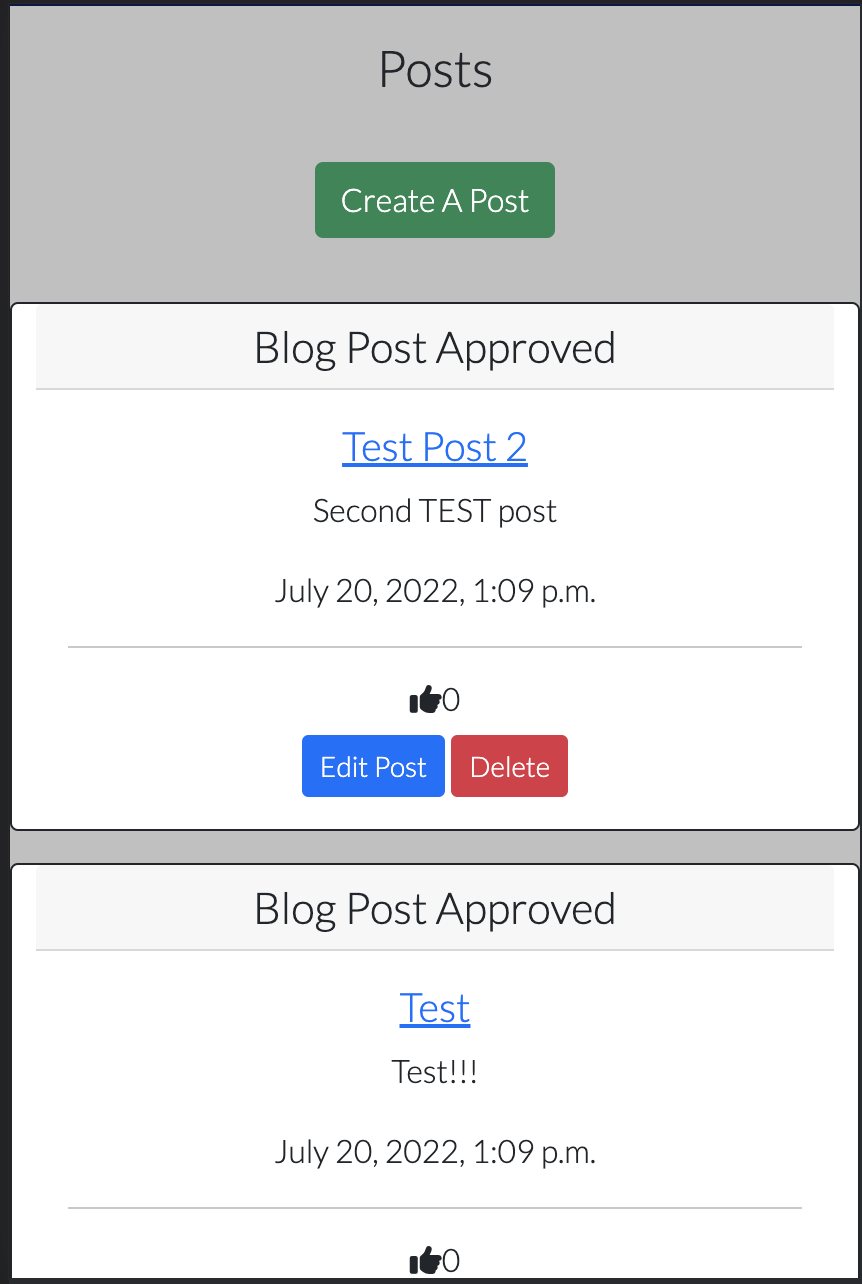 Posts
Create A Post
Blog Post Approved
Test Post 2
Second TEST post
July 20, 2022, 1:09 p.m.
0
Edit Post Delete
Blog Post Approved
Test
Test!!!
July 20, 2022, 1:09 p.m.
0